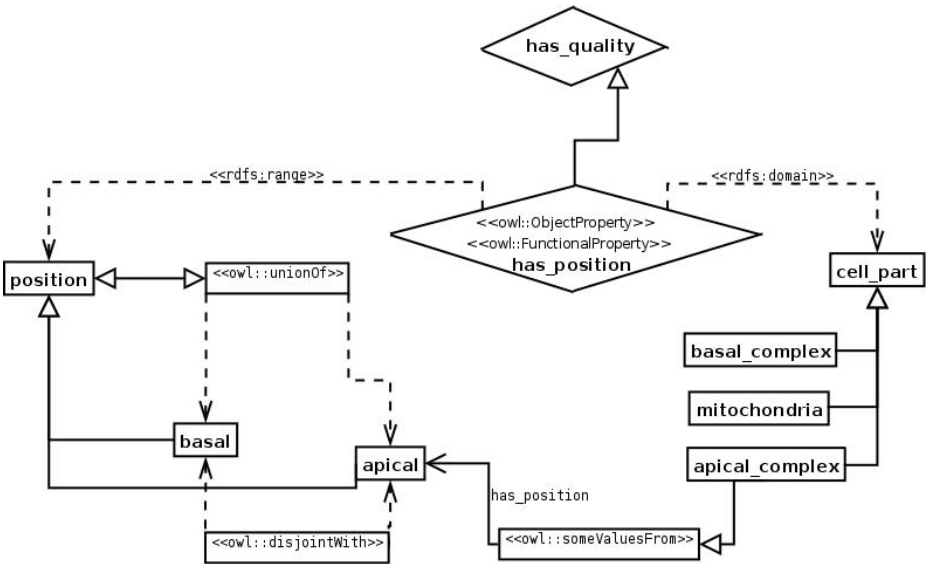 has_quality
<<rdfs:range>>
<<rdfs:domain>>
<<owl::ObjectProperty>>
<<owl::FunctionalProperty>>
has_position
position
<<owl::unionOf>>
cell_part
basal_complex
mitochondria
basal
apical
apical_complex
has_position
<<owl::disjointWith>>
<<owl::someValuesFrom>>